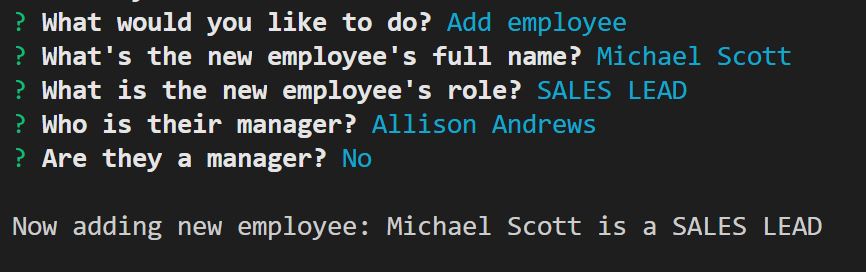 ? What would you like to do? Add employee
? What's the new employee's full name? Michael Scott
? What is the new employee's role? SALES LEAD
? Who is their manager? Allison Andrews
? Are they a manager? No
Now adding new employee: Michael Scott is a SALES LEAD